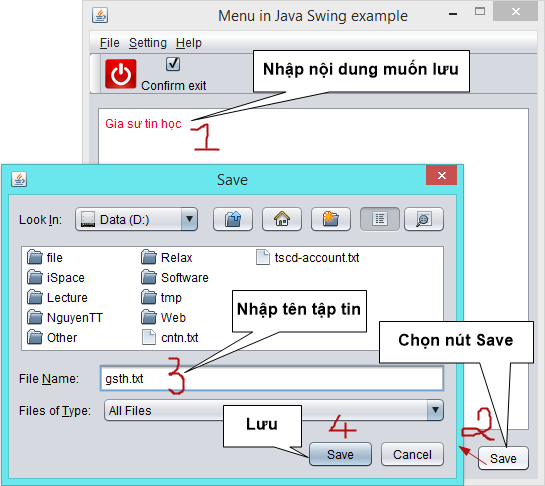 Menu in Java Swing example
File Setting Help
Confirm exit
Nhập nội dung muốn lưu
Gia sư tin học
1
Save
Look In: Data (D:)
file Relax tscd-account.txt
iSpace Software
Lecture tmp
NguyenTT Web
Other cntn.txt
Nhập tên tập tin
Chọn nút Save
3
File Name: gsth.txt
Files of Type: All Files
Lưu
4
2
Save Cancel
Save